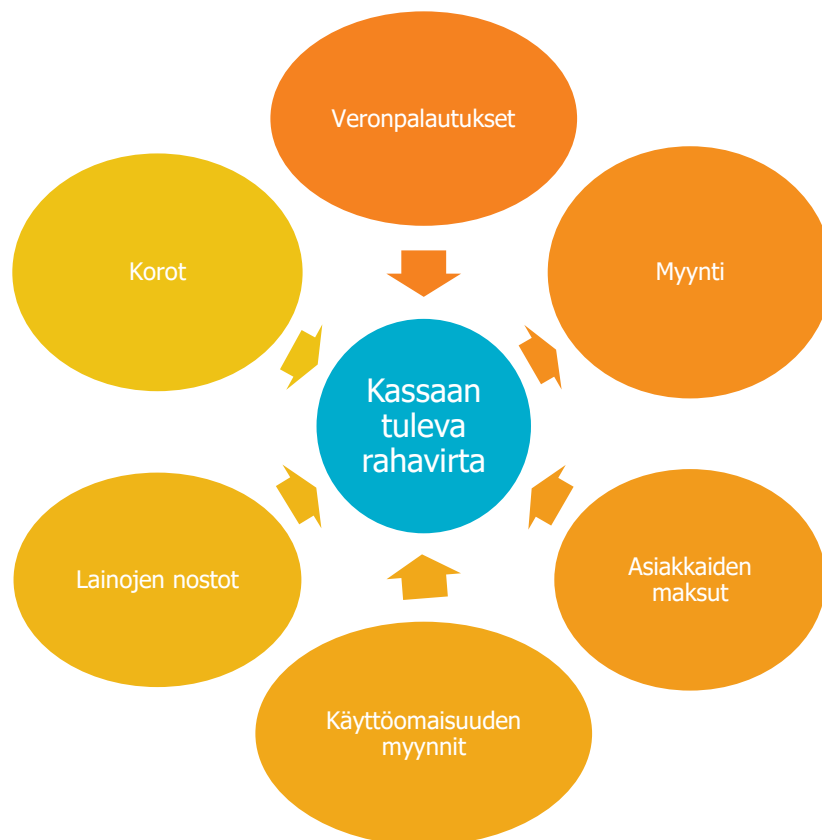 Veronpalautukset
Korot
Myynti
Kassaan
tuleva
rahavirta
Lainojen nostot
Asiakkaiden
maksut
Käyttöomaisuuden
myynnit